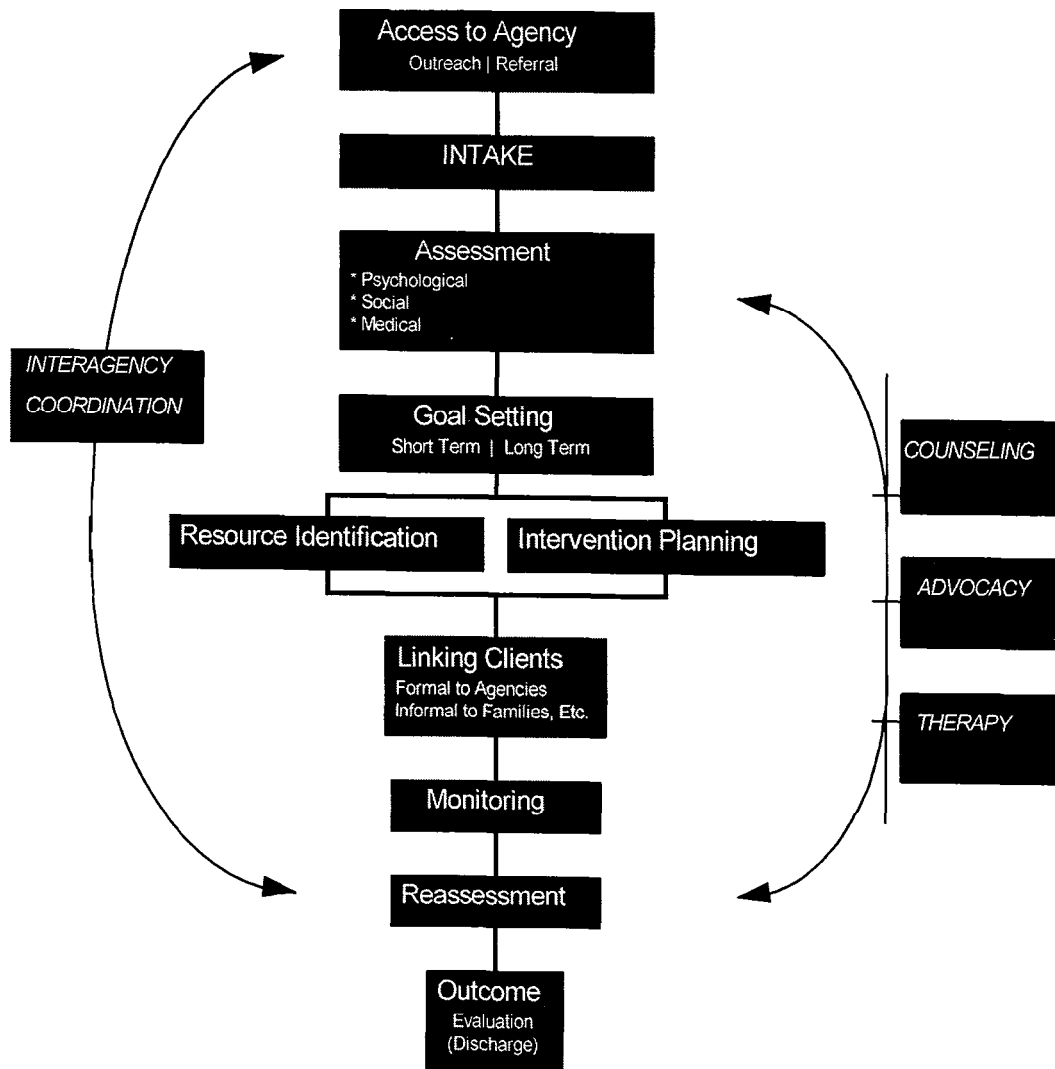 Access to Agency
Outreach | Referral
INTAKE
Assessment
* Psychological
* Social
* Medical
INTERAGENCY
COORDINATION
Goal Setting
Short Term | Long Term
COUNSELING
Resource Identification
Intervention Planning
ADVOCACY
Linking Clients
Formal to Agencies
Informal to Families, Etc.
THERAPY
Monitoring
Reassessment
Outcome
Evaluation
(Discharge)